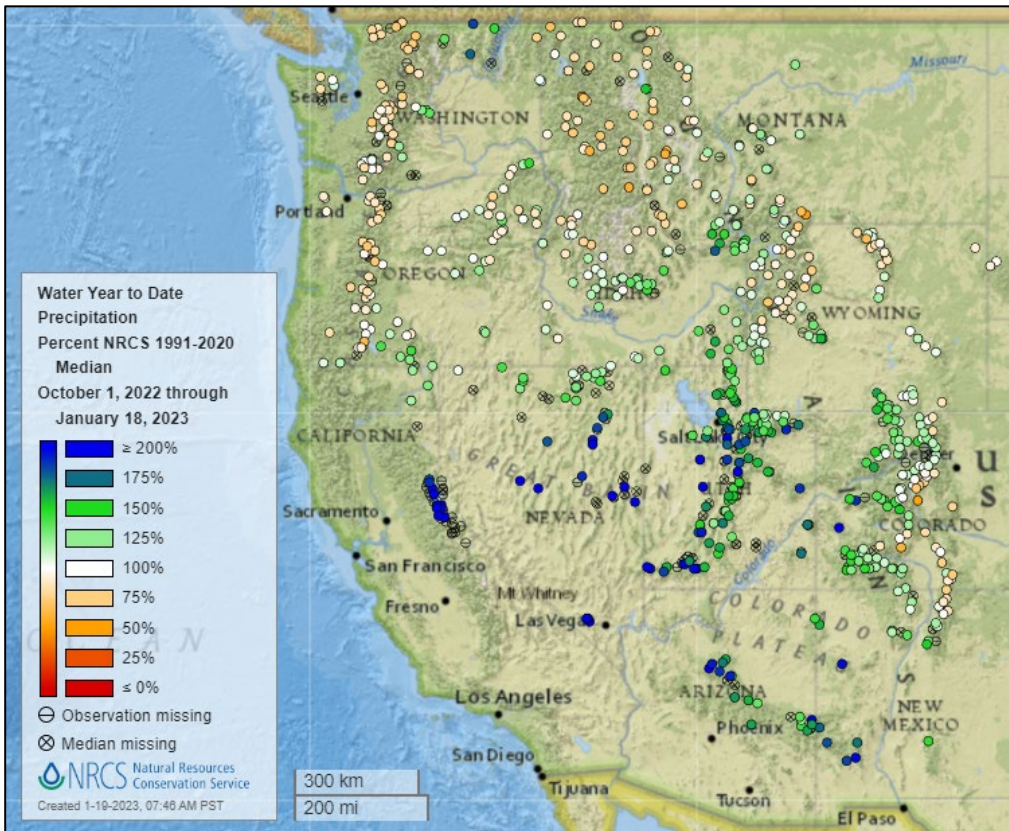 Seattle
WASHINGTON
Missouri
MONTANA
Portland
OREGON
IDAHO
Snake
WYOMING
Water Year to Date
Precipitation
Percent NRCS 1991-2020
Median
October 1, 2022 through
January 18, 2023
≥ 200%
175%
150%
125%
100%
75%
50%
25%
≤ 0%
Observation missing
Median missing
NRCS Natural Resources
Conservation Service
Created 1-19-2023, 07:46 AM PST
CALIFORNIA
Salt Lake City
GREAT BASIN
UTAH
NEVADA
Denver
US
COLORADO
Sacramento
San Francisco
Colorado
Fresno
Mt Whitney
Las Vegas
COLORADO
PLATEAU
ARIZONA
Los Angeles
Phoenix
NEW
MEXICO
San Diego
Tijuana
Tucson
El Paso
300 km
200 mi